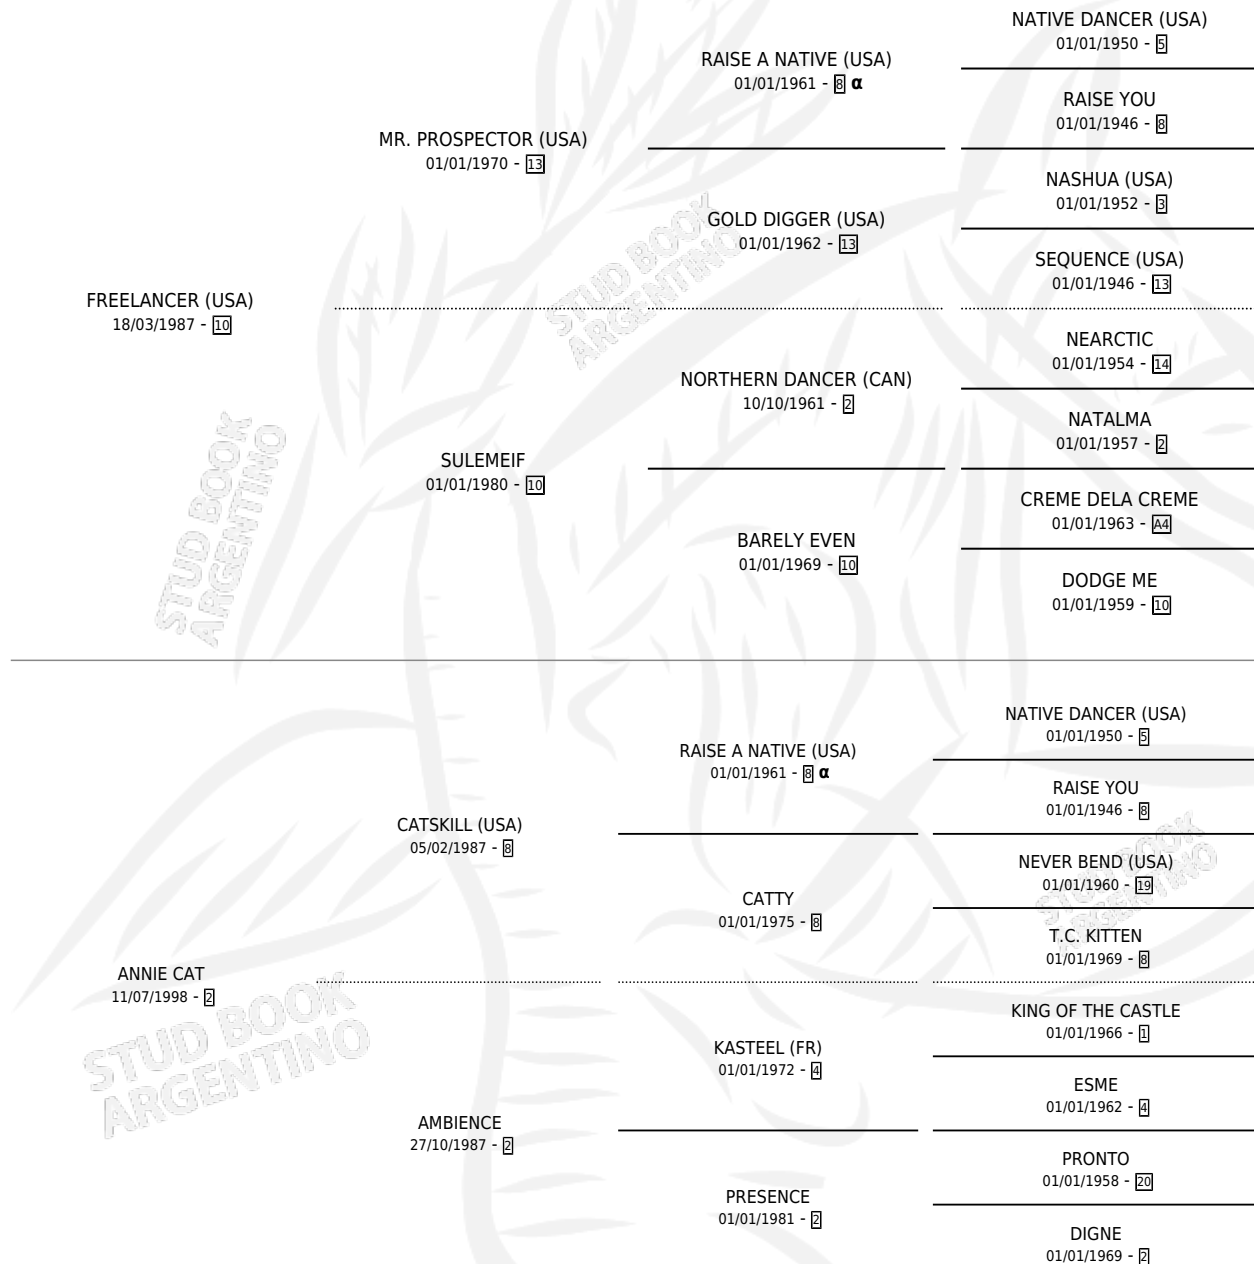 NATIVE DANCER (USA)
01/01/1950 - 5
RAISE A NATIVE (USA)
01/01/1961 - 8 α
RAISE YOU
01/01/1946 - 8
MR. PROSPECTOR (USA)
01/01/1970 - 13
NASHUA (USA)
01/01/1952 - 3
GOLD DIGGER (USA)
01/01/1962 - 13
SEQUENCE (USA)
01/01/1946 - 13
FREELANCER (USA)
18/03/1987 - 10
NEARCTIC
01/01/1954 - 14
NORTHERN DANCER (CAN)
10/10/1961 - 2
NATALMA
01/01/1957 - 2
SULEMEIF
01/01/1980 - 10
CREME DELA CREME
01/01/1963 - A4
BARELY EVEN
01/01/1969 - 10
DODGE ME
01/01/1959 - 10
NATIVE DANCER (USA)
01/01/1950 - 5
RAISE A NATIVE (USA)
01/01/1961 - 8 α
RAISE YOU
01/01/1946 - 8
CATSKILL (USA)
05/02/1987 - 8
NEVER BEND (USA)
01/01/1960 - 19
CATTY
01/01/1975 - 8
T.C. KITTEN
01/01/1969 - 8
ANNIE CAT
11/07/1998 - 2
KING OF THE CASTLE
01/01/1966 - 1
KASTEEL (FR)
01/01/1972 - 4
ESME
01/01/1962 - 4
AMBIENCE
27/10/1987 - 2
PRONTO
01/01/1958 - 20
PRESENCE
01/01/1981 - 2
DIGNE
01/01/1969 - 2
STUD BOOK
ARGENTINO
STUD BOOK
ARGENTINO
STUD BOOK
ARGENTINO
STUD BOOK
ARGENTINO